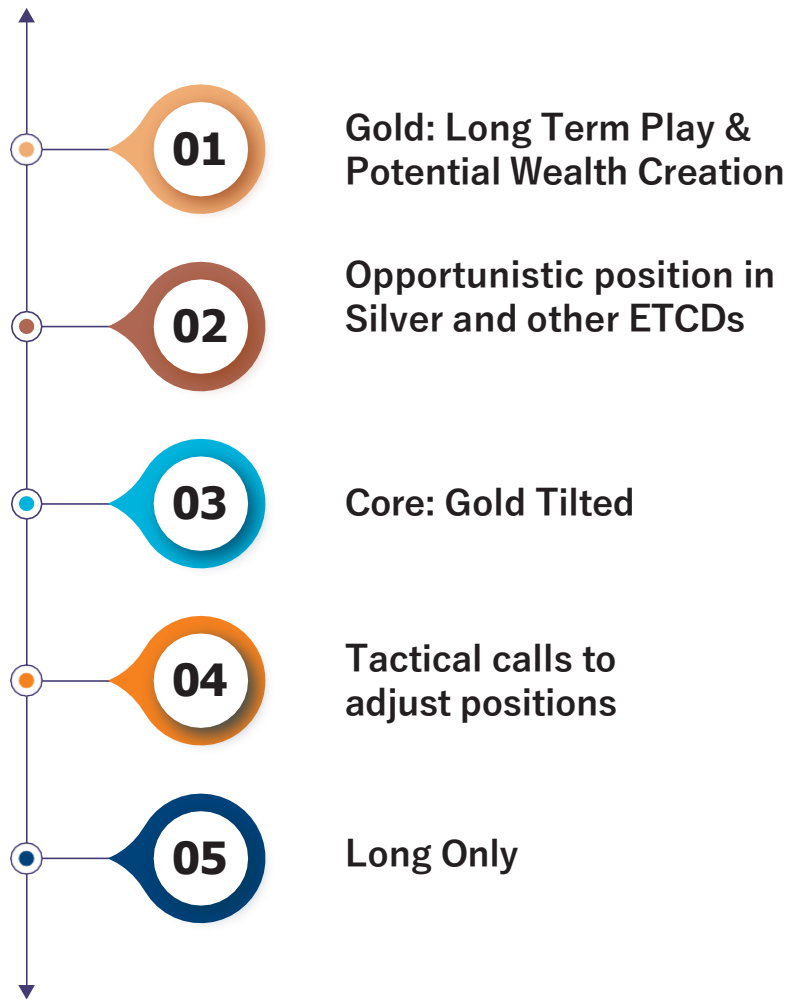 01
Gold: Long Term Play &
Potential Wealth Creation
02
Opportunistic position in
Silver and other ETCDs
03
Core: Gold Tilted
04
Tactical calls to
adjust positions
05
Long Only